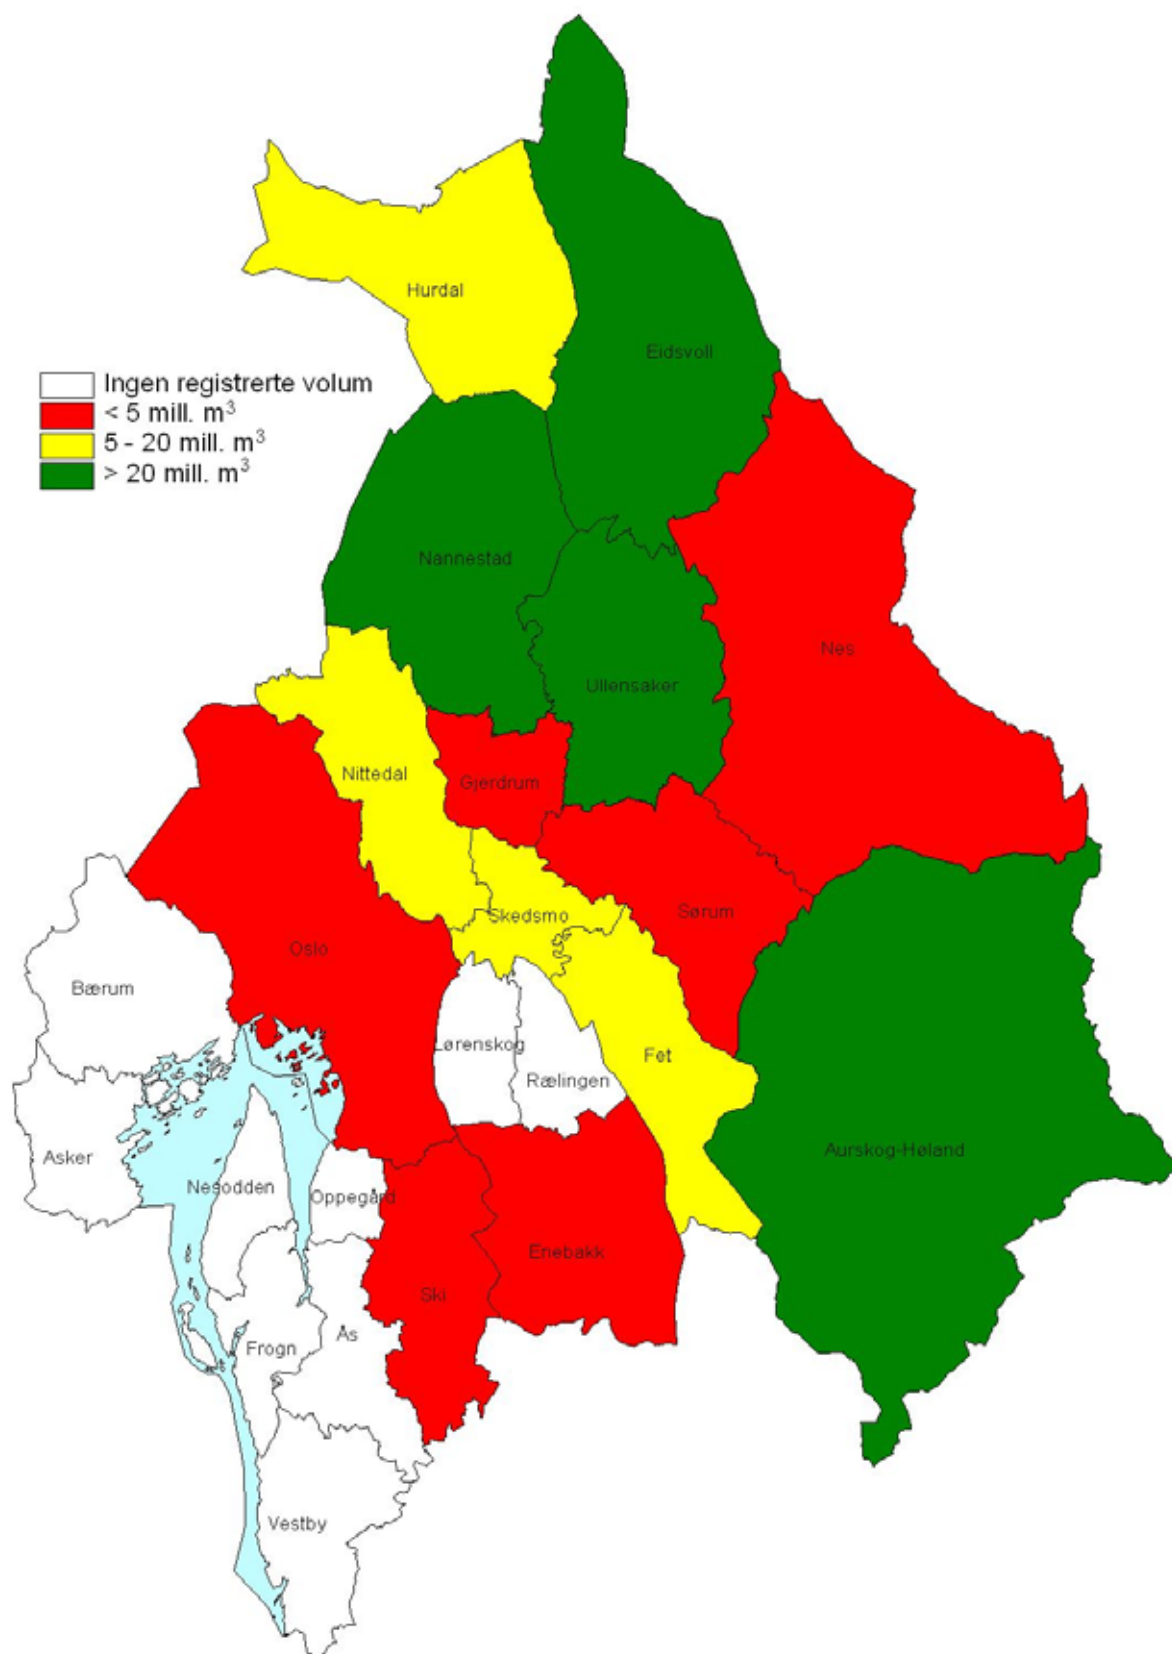 Hurdal
Eidsvoll
Ingen registrerte volum
< 5 mill. m³
5 - 20 mill. m³
> 20 mill. m³
Nannestad
Nes
Ullensaker
Nittedal
Gjerdrum
Skedsmo
Sørum
Oslo
Bærum
Lørenskog
Rælingen
Fet
Asker
Aurskog-Høland
Nesodden
Oppegård
Enebakk
Ski
Ås
Frogn
Vestby